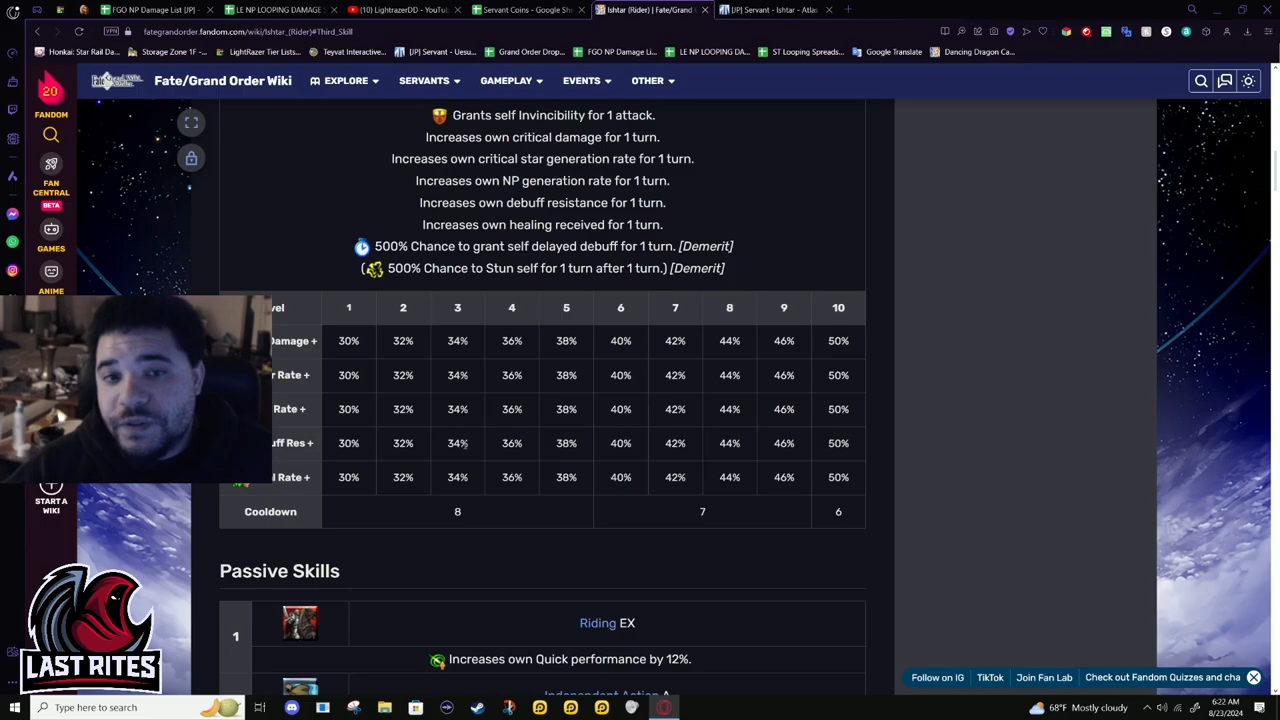 FGO NP Damage List [JP] -
LE NP LOOPING DAMAGE
(10) LightrazerDD - YouTub
Servant Coins - Google She
Ishtar (Rider) | Fate/Grand
[JP] Servant - Ishtar - Atlas
VPN
fategrandorder.fandom.com/wiki/Ishtar_(Rider)#Third_Skill
Honkai: Star Rail Da
Storage Zone 1F -
LightRazer Tier Lists
Teyvat Interactive
[JP] Servant - Uesu
Grand Order Drop
FGO NP Damage Li
LE NP LOOPING DA
ST Looping Spreads
Google Translate
Dancing Dragon Ca
20
FANDOM
FAN
CENTRAL
BETA
GAMES
ANIME
START A
WIKI
Fate/Grand Order Wiki
EXPLORE
SERVANTS
GAMEPLAY
EVENTS
OTHER
Grants self Invincibility for 1 attack.
Increases own critical damage for 1 turn.
Increases own critical star generation rate for 1 turn.
Increases own NP generation rate for 1 turn.
Increases own debuff resistance for 1 turn.
Increases own healing received for 1 turn.
500% Chance to grant self delayed debuff for 1 turn. [Demerit]
(500% Chance to Stun self for 1 turn after 1 turn.) [Demerit]
vel 1 2 3 4 5 6 7 8 9 10
Damage + 30% 32% 34% 36% 38% 40% 42% 44% 46% 50%
r Rate + 30% 32% 34% 36% 38% 40% 42% 44% 46% 50%
Rate + 30% 32% 34% 36% 38% 40% 42% 44% 46% 50%
uff Res + 30% 32% 34% 36% 38% 40% 42% 44% 46% 50%
l Rate + 30% 32% 34% 36% 38% 40% 42% 44% 46% 50%
Cooldown 8 7 6
Passive Skills
1
Riding EX
Increases own Quick performance by 12%.
Independent Action A
LAST RITES
Follow on IG
TikTok
Join Fan Lab
Check out Fandom Quizzes and cha
Type here to search
68°F Mostly cloudy
6:22 AM
8/23/2024